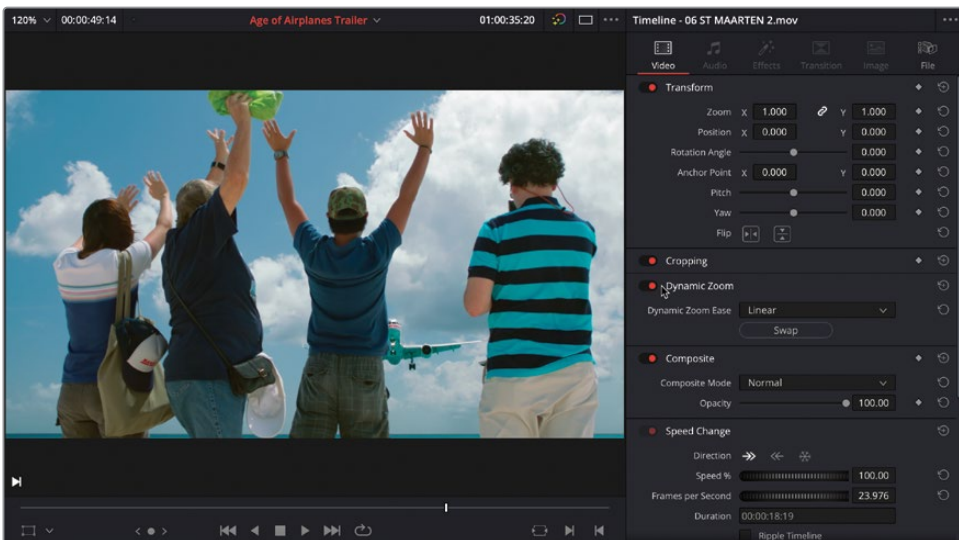 120% 00:00:49:14 Age of Airplanes Trailer 01:00:35:20
Timeline - 06 ST MAARTEN 2.mov
Video Audio Effects Transition Image File
Transform
Zoom X 1.000 Y 1.000
Position X 0.000 Y 0.000
Rotation Angle 0.000
Anchor Point X 0.000 Y 0.000
Pitch 0.000
Yaw 0.000
Flip
Cropping
Dynamic Zoom
Dynamic Zoom Ease Linear
Swap
Composite
Composite Mode Normal
Opacity 100.00
Speed Change
Direction
Speed % 100.00
Frames per Second 23.976
Duration 00:00:18:19
Ripple Timeline